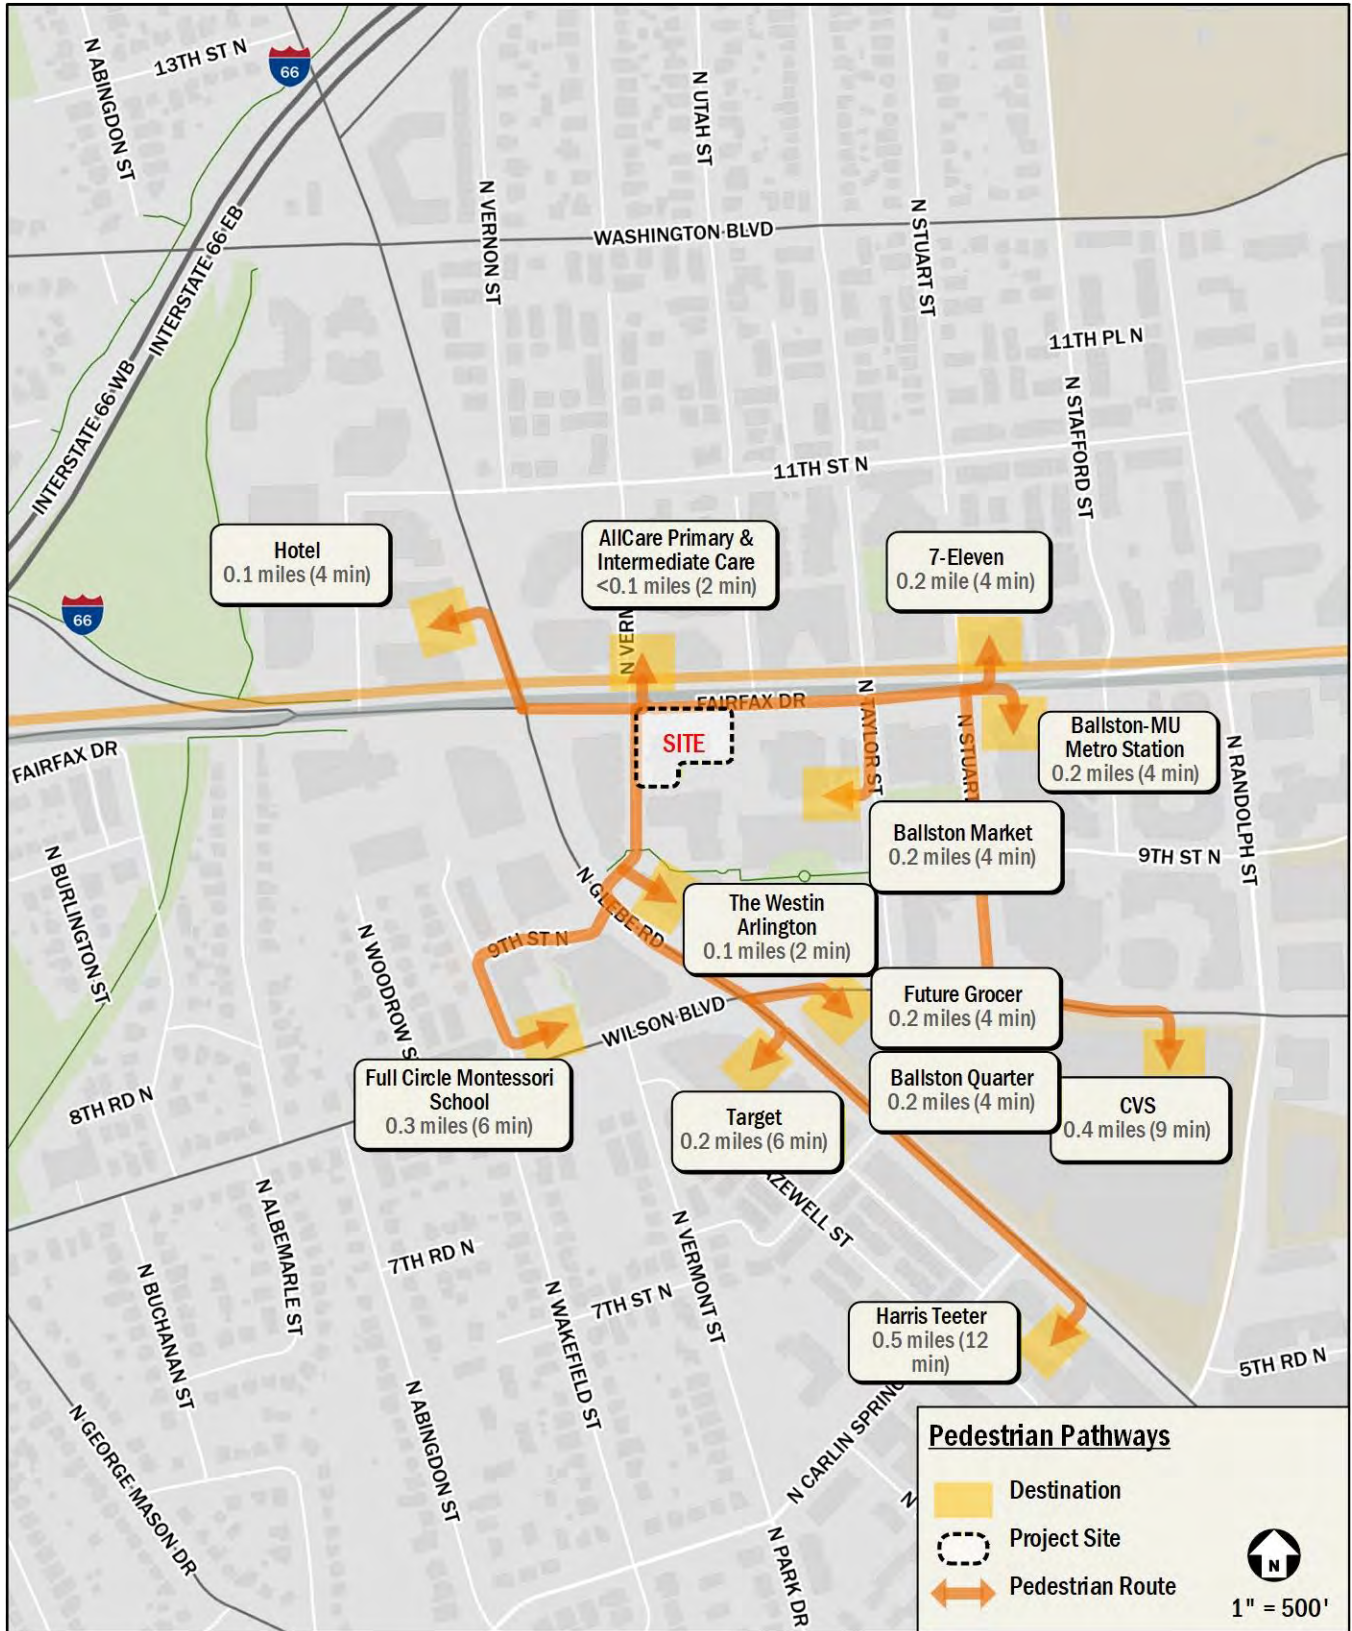 13TH ST N
N ABINGDON ST
66
N UTAH ST
N VERNON ST
WASHINGTON BLVD
N STUART ST
INTERSTATE 66 EB
INTERSTATE 66 WB
11TH PL N
N STAFFORD ST
11TH ST N
Hotel
0.1 miles (4 min)
AllCare Primary &
Intermediate Care
<0.1 miles (2 min)
7-Eleven
0.2 mile (4 min)
66
N VERM
FAIRFAX DR
SITE
N TAYLOR ST
N STUART
Ballston-MU
Metro Station
0.2 miles (4 min)
FAIRFAX DR
N RANDOLPH ST
Ballston Market
0.2 miles (4 min)
9TH ST N
N BURLINGTON ST
N GLEBE RD
The Westin
Arlington
0.1 miles (2 min)
9TH ST N
N WOODROW S
WILSON BLVD
Future Grocer
0.2 miles (4 min)
Full Circle Montessori
School
0.3 miles (6 min)
Ballston Quarter
0.2 miles (4 min)
CVS
0.4 miles (9 min)
Target
0.2 miles (6 min)
8TH RD N
AZEWELL ST
N ALBEMARLE ST
N VERMONT ST
7TH RD N
N BUCHANAN ST
7TH ST N
N WAKEFIELD ST
Harris Teeter
0.5 miles (12
min)
5TH RD N
N ABINGDON ST
N GEORGE MASON DR
N CARLIN SPRING
N
N PARK DR
Pedestrian Pathways
Destination
Project Site
Pedestrian Route
N
1" = 500'